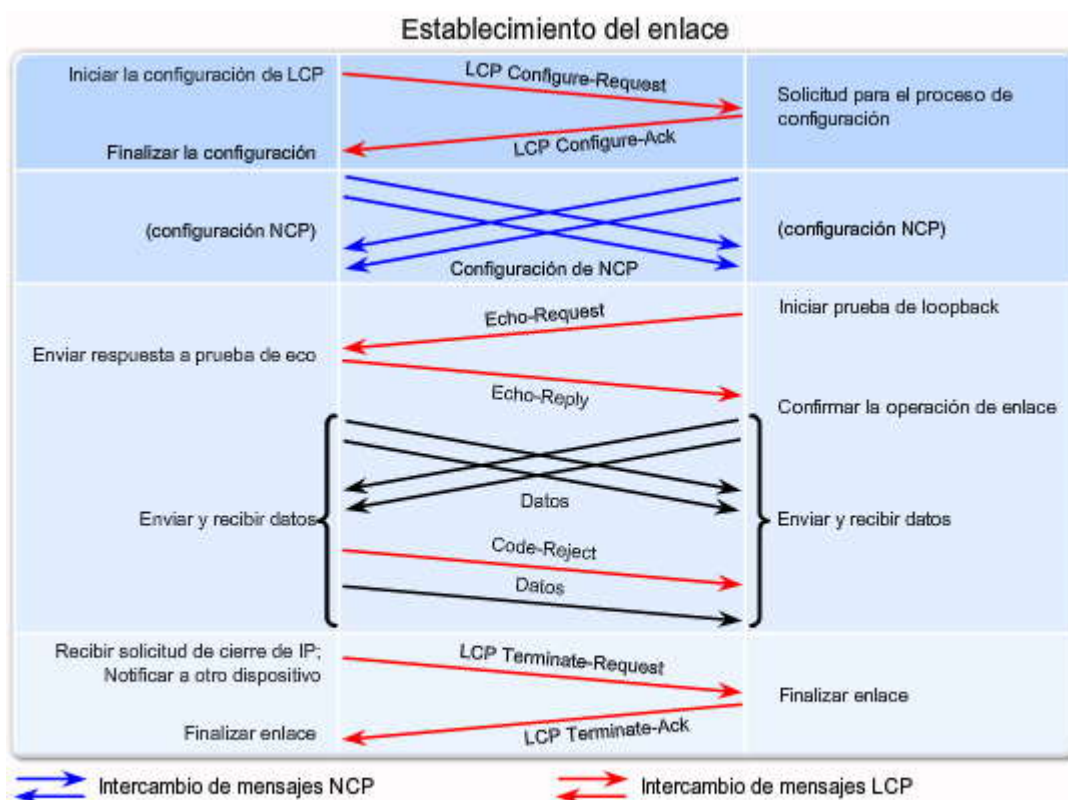 Establecimiento del enlace
Iniciar la configuración de LCP
LCP Configure-Request
Solicitud para el proceso de
configuración
LCP Configure-Ack
Finalizar la configuración
(configuración NCP)
(configuración NCP)
Configuración de NCP
Echo-Request
Iniciar prueba de loopback
Enviar respuesta a prueba de eco
Echo-Reply
Confirmar la operación de enlace
Datos
Enviar y recibir datos
Enviar y recibir datos
Code-Reject
Datos
Recibir solicitud de cierre de IP;
Notificar a otro dispositivo
LCP Terminate-Request
Finalizar enlace
Finalizar enlace
LCP Terminate-Ack
Intercambio de mensajes NCP
Intercambio de mensajes LCP